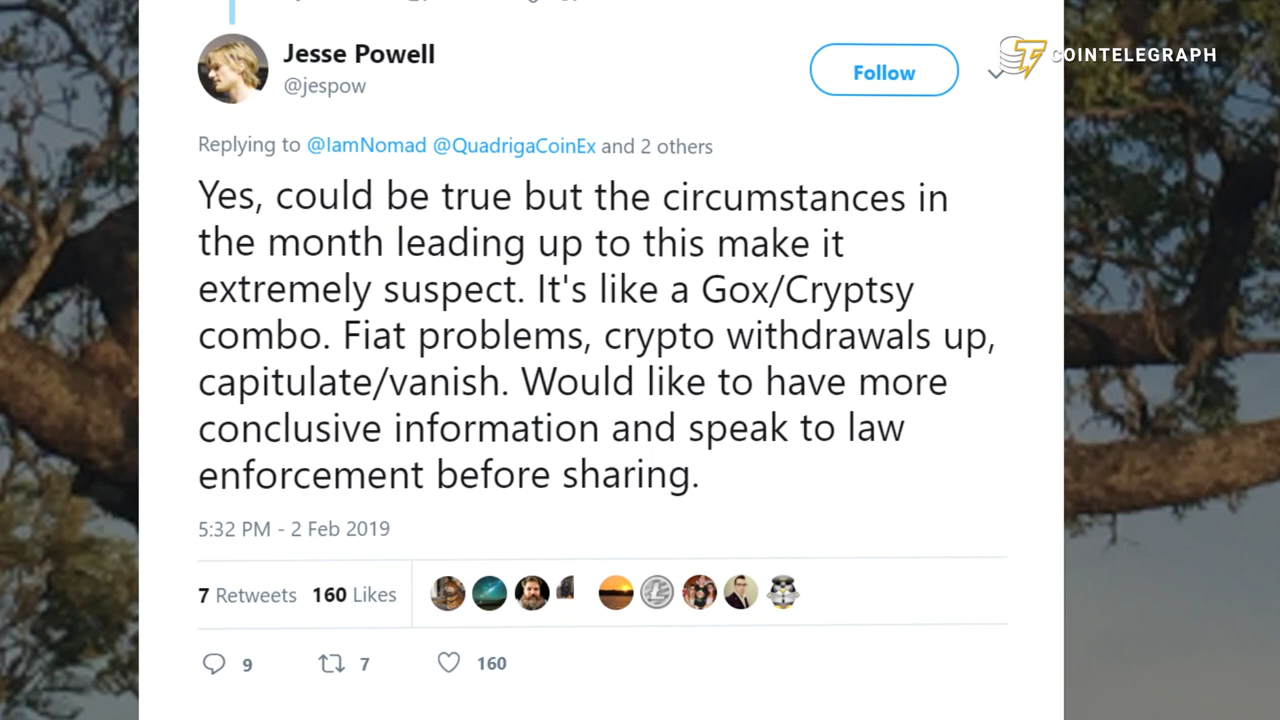 Jesse Powell
@jespow
Follow
COINTELEGRAPH
Replying to @IamNomad @QuadrigaCoinEx and 2 others
Yes, could be true but the circumstances in
the month leading up to this make it
extremely suspect. It's like a Gox/Cryptsy
combo. Fiat problems, crypto withdrawals up,
capitulate/vanish. Would like to have more
conclusive information and speak to law
enforcement before sharing.
5:32 PM - 2 Feb 2019
7 Retweets 160 Likes
9 7 160